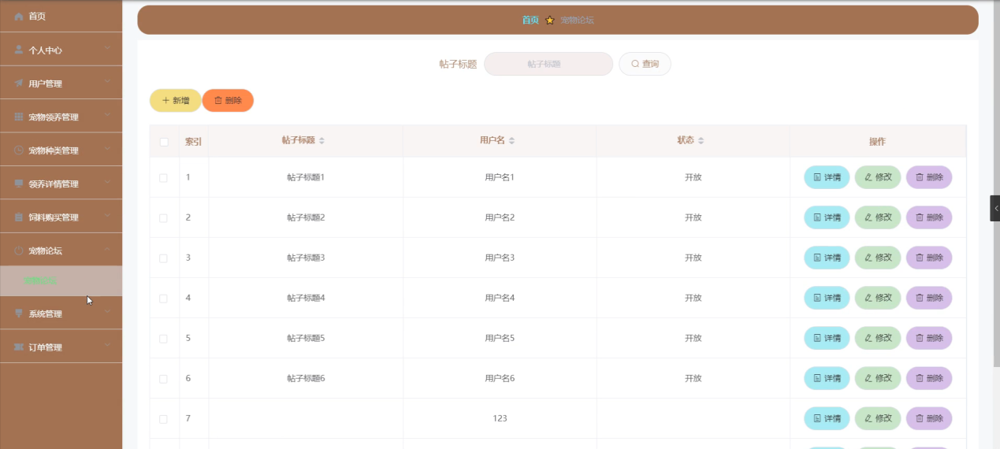 首页
个人中心
用户管理
宠物领养管理
宠物种类管理
领养详情管理
饲料购买管理
宠物论坛
宠物论坛
系统管理
订单管理
首页 宠物论坛
帖子标题 帖子标题 查询
新增 删除
索引 帖子标题 用户名 状态 操作
1 帖子标题1 用户名1 开放 详情 修改 删除
2 帖子标题2 用户名2 开放 详情 修改 删除
3 帖子标题3 用户名3 开放 详情 修改 删除
4 帖子标题4 用户名4 开放 详情 修改 删除
5 帖子标题5 用户名5 开放 详情 修改 删除
6 帖子标题6 用户名6 开放 详情 修改 删除
7 123 详情 修改 删除